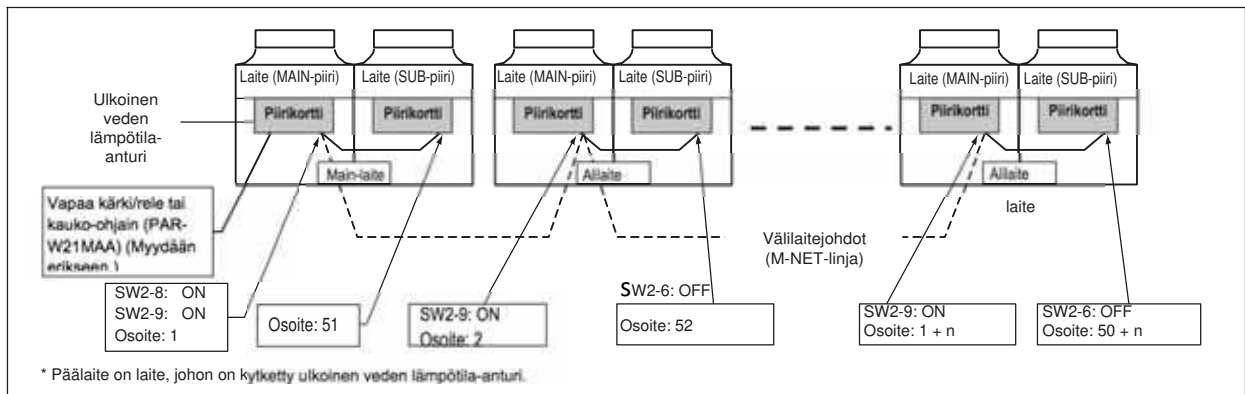 Laite (MAIN-piiri) Laite (SUB-piiri) Laite (MAIN-piiri) Laite (SUB-piiri) Laite (MAIN-piiri) Laite (SUB-piiri)
Ulkoinen
veden
lämpötila-
anturi
Piirikortti Piirikortti Piirikortti Piirikortti Piirikortti Piirikortti
Main-laite Alilaite Alilaite
laite
Vapaa kärki/rele tai
kauko-ohjain (PAR-
W21MAA) (Myydään
erikseen.)
Välilaitejohdot
(M-NET-linja)
SW2-8: ON
SW2-9: ON
Osoite: 1
Osoite: 51
SW2-9: ON
Osoite: 2
SW2-6: OFF
Osoite: 52
SW2-9: ON
Osoite: 1 + n
SW2-6: OFF
Osoite: 50 + n
* Päälaite on laite, johon on kytketty ulkoinen veden lämpötila-anturi.